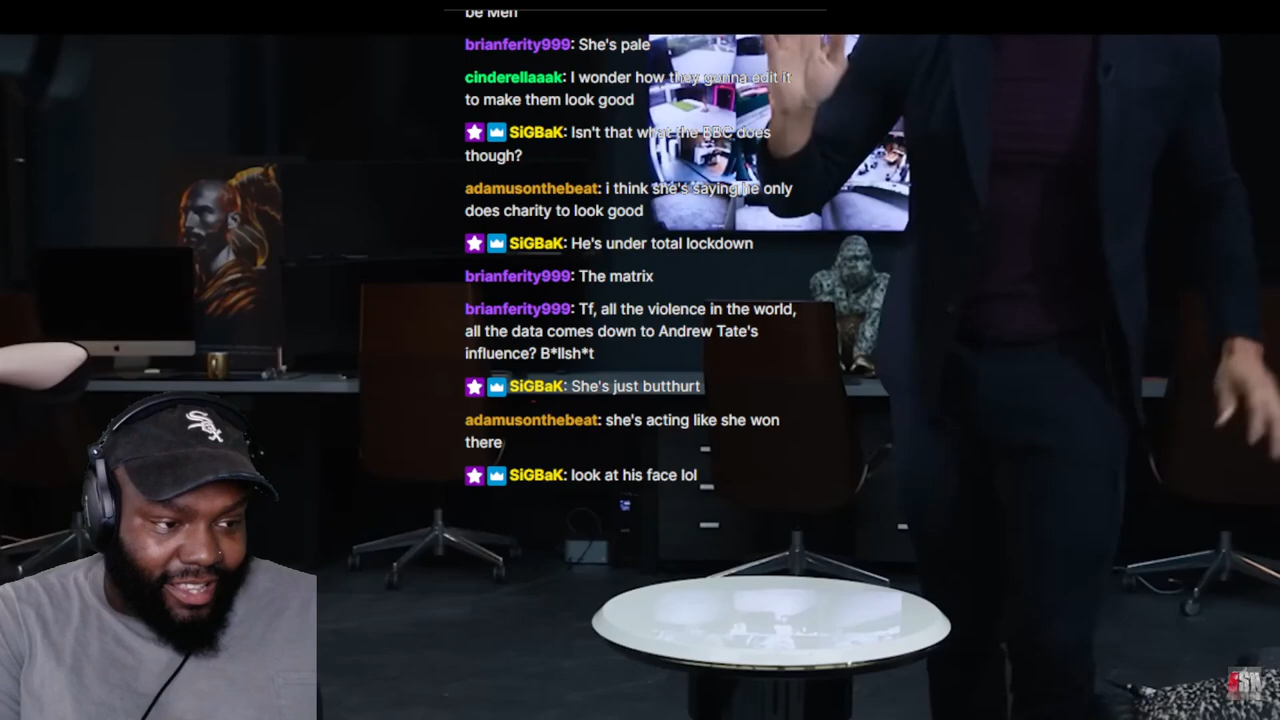 be Men
brianferity999: She's pale
cinderellaaak: I wonder how they gonna edit it
to make them look good
SiGBaK: Isn't that what the BBC does
though?
adamusonthebeat: i think she's saying he only
does charity to look good
SiGBaK: He's under total lockdown
brianferity999: The matrix
brianferity999: Tf, all the violence in the world,
all the data comes down to Andrew Tate's
influence? B*llsh*t
SiGBaK: She's just butthurt
adamusonthebeat: she's acting like she won
there
SiGBaK: look at his face lol